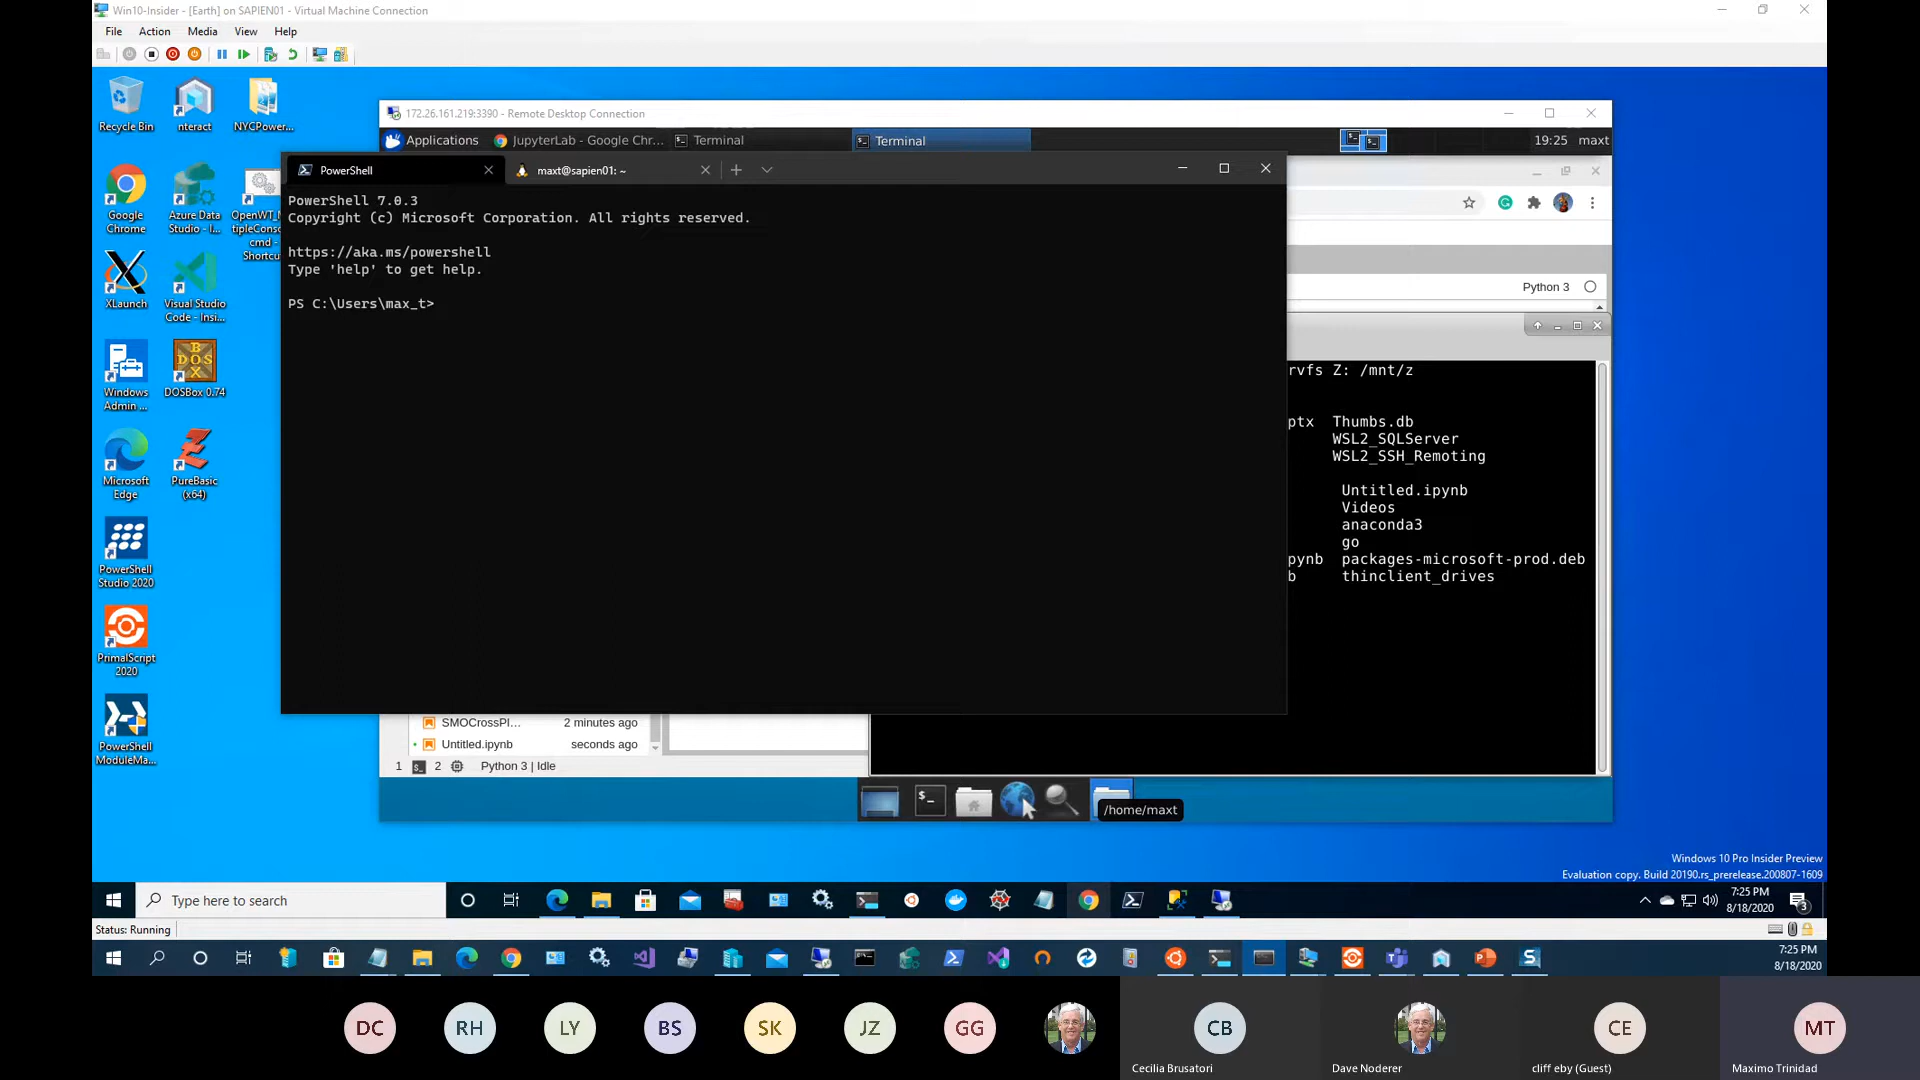 Win10-Insider - [Earth] on SAPIEN01 - Virtual Machine Connection
File Action Media View Help
Recycle Bin
nteract
NYCPower...
Google Chrome
Azure Data Studio - I...
OpenWT_M
tipleConso
cmd -
Shortcu
XLaunch
Visual Studio Code - Insi...
Windows Admin ...
DOSBox 0.74
Microsoft Edge
PureBasic (x64)
PowerShell Studio 2020
PrimalScript 2020
PowerShell ModuleMa...
172.26.161.219:3390 - Remote Desktop Connection
Applications JupyterLab - Google Chr... Terminal Terminal 19:25 maxt
PowerShell maxt@sapien01: ~
PowerShell 7.0.3
Copyright (c) Microsoft Corporation. All rights reserved.
https://aka.ms/powershell
Type 'help' to get help.
PS C:\Users\max_t>
Python 3
rvfs Z: /mnt/z
ptx Thumbs.db
WSL2_SQLServer
WSL2_SSH_Remoting
Untitled.ipynb
Videos
anaconda3
go
pynb packages-microsoft-prod.deb
b thinclient_drives
SMOCrossPl... 2 minutes ago
Untitled.ipynb seconds ago
1 2 Python 3 | Idle
/home/maxt
Windows 10 Pro Insider Preview
Evaluation copy. Build 20190.rs_prerelease.200807-1609
Type here to search
7:25 PM
8/18/2020
3
Status: Running
7:25 PM
8/18/2020
DC RH LY BS SK JZ GG CB CE MT
Cecilia Brusatori Dave Noderer cliff eby (Guest) Maximo Trinidad